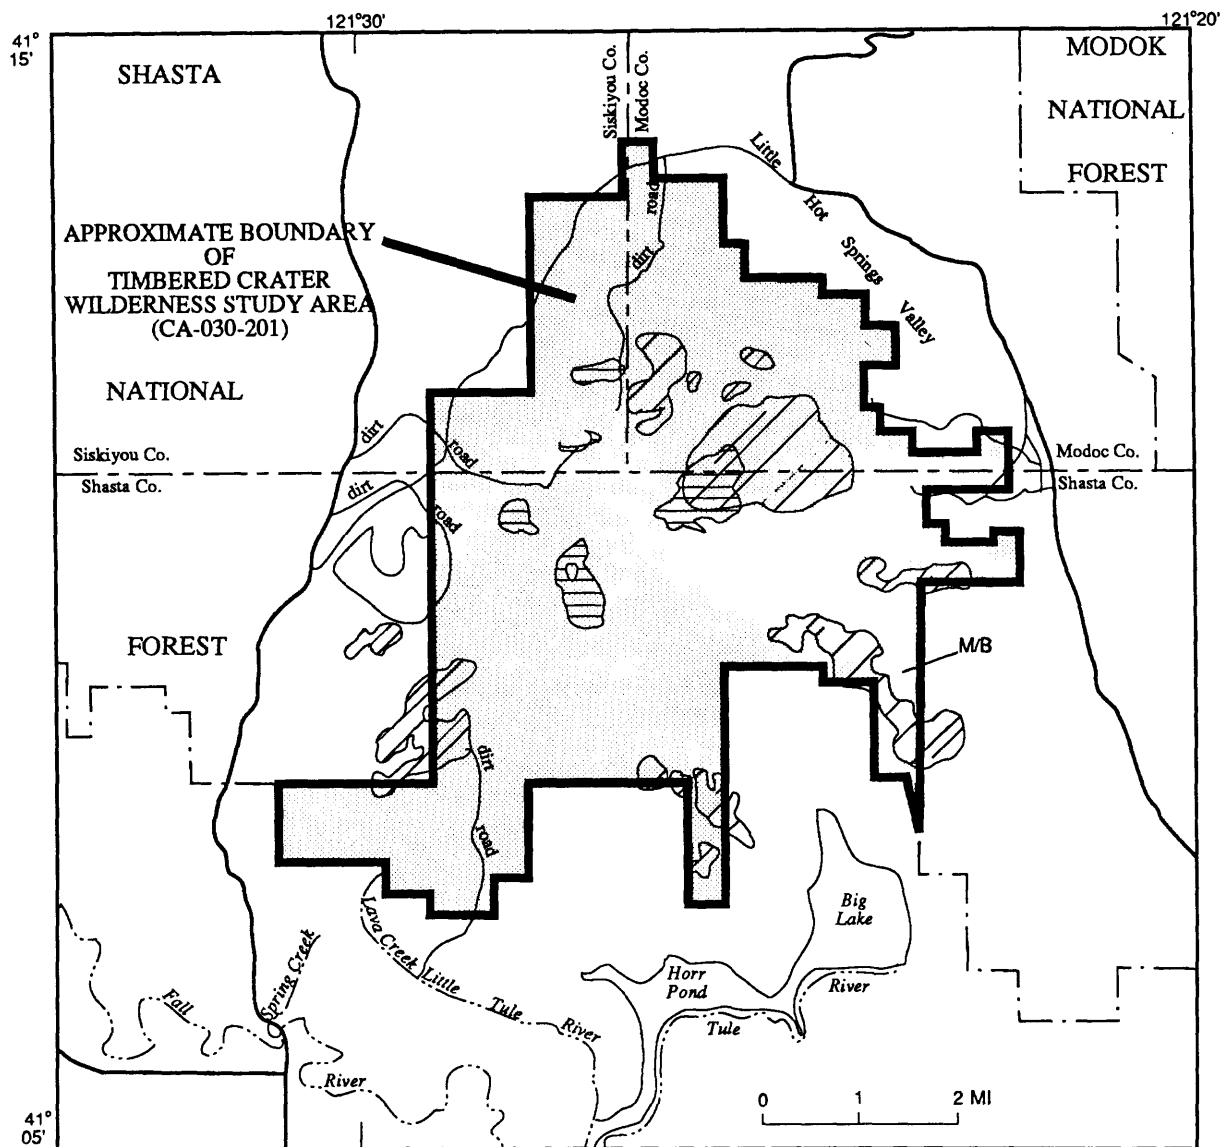 121°30'
121°20'
41°
15'
SHASTA
MODOK
NATIONAL
FOREST
Siskiyou Co.
Modoc Co.
Little
Hot
Springs
Valley
road
dirt
APPROXIMATE BOUNDARY
OF
TIMBERED CRATER
WILDERNESS STUDY AREA
(CA-030-201)
NATIONAL
dirt
road
Siskiyou Co.
Shasta Co.
Modoc Co.
Shasta Co.
dirt
road
FOREST
M/B
dirt
road
Big
Lake
Lava Creek
Little
Tule
River
Horr
Pond
River
Tule
Spring Creek
Fall
River
0 1 2 MI
41°
05'